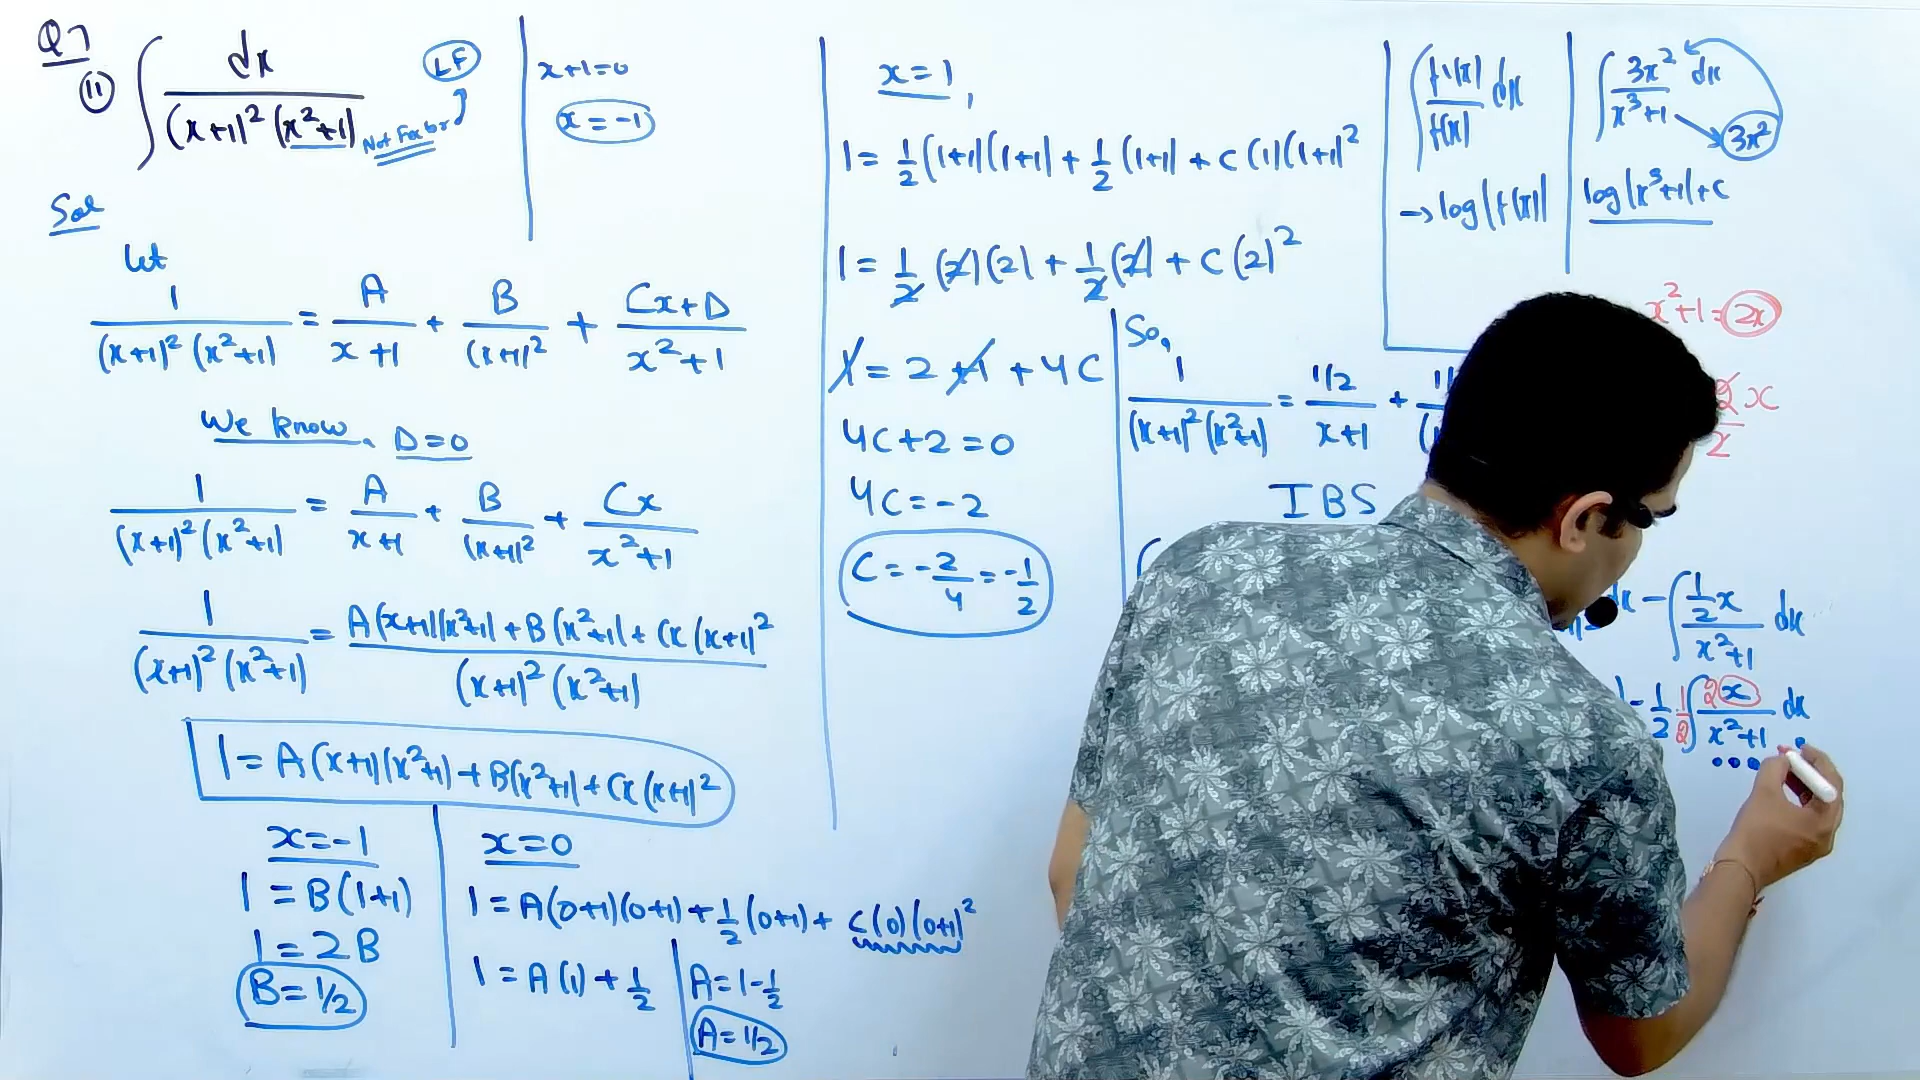 Q7
(11) ∫ dx / (x+1)² (x²+1)
Not Factor
LF
x+1=0
x = -1
Sol
Let
1 / (x+1)² (x²+1) = A / x+1 + B / (x+1)² + Cx+D / x²+1
We know, D=0
1 / (x+1)² (x²+1) = A / x+1 + B / (x+1)² + Cx / x²+1
1 / (x+1)² (x²+1) = A(x+1)(x²+1) + B(x²+1) + Cx(x+1)² / (x+1)² (x²+1)
1 = A(x+1)(x²+1) + B(x²+1) + Cx(x+1)²
x=-1
1 = B(1+1)
1 = 2B
B = 1/2
x=0
1 = A(0+1)(0+1) + 1/2 (0+1) + C(0)(0+1)²
1 = A(1) + 1/2
A = 1-1/2
A = 1/2
x = 1,
1 = 1/2 (1+1)(1+1) + 1/2 (1+1) + C(1)(1+1)²
1 = 1/2 (2)(2) + 1/2 (2) + C(2)²
1 = 2 + 1 + 4C
4C+2 = 0
4C = -2
C = -2/4 = -1/2
So,
1 / (x+1)² (x²+1) = 1/2 / x+1 +
IBS
∫ f'(x) / f(x) dx
→ log|f(x)|
∫ 3x² / x³+1 dx
3x²
log|x³+1|+C
x²+1 = 2x
2x / 2
dx - ∫ 1/2 x / x²+1 dx
- 1/2 1/2 ∫ 2x / x²+1 dx